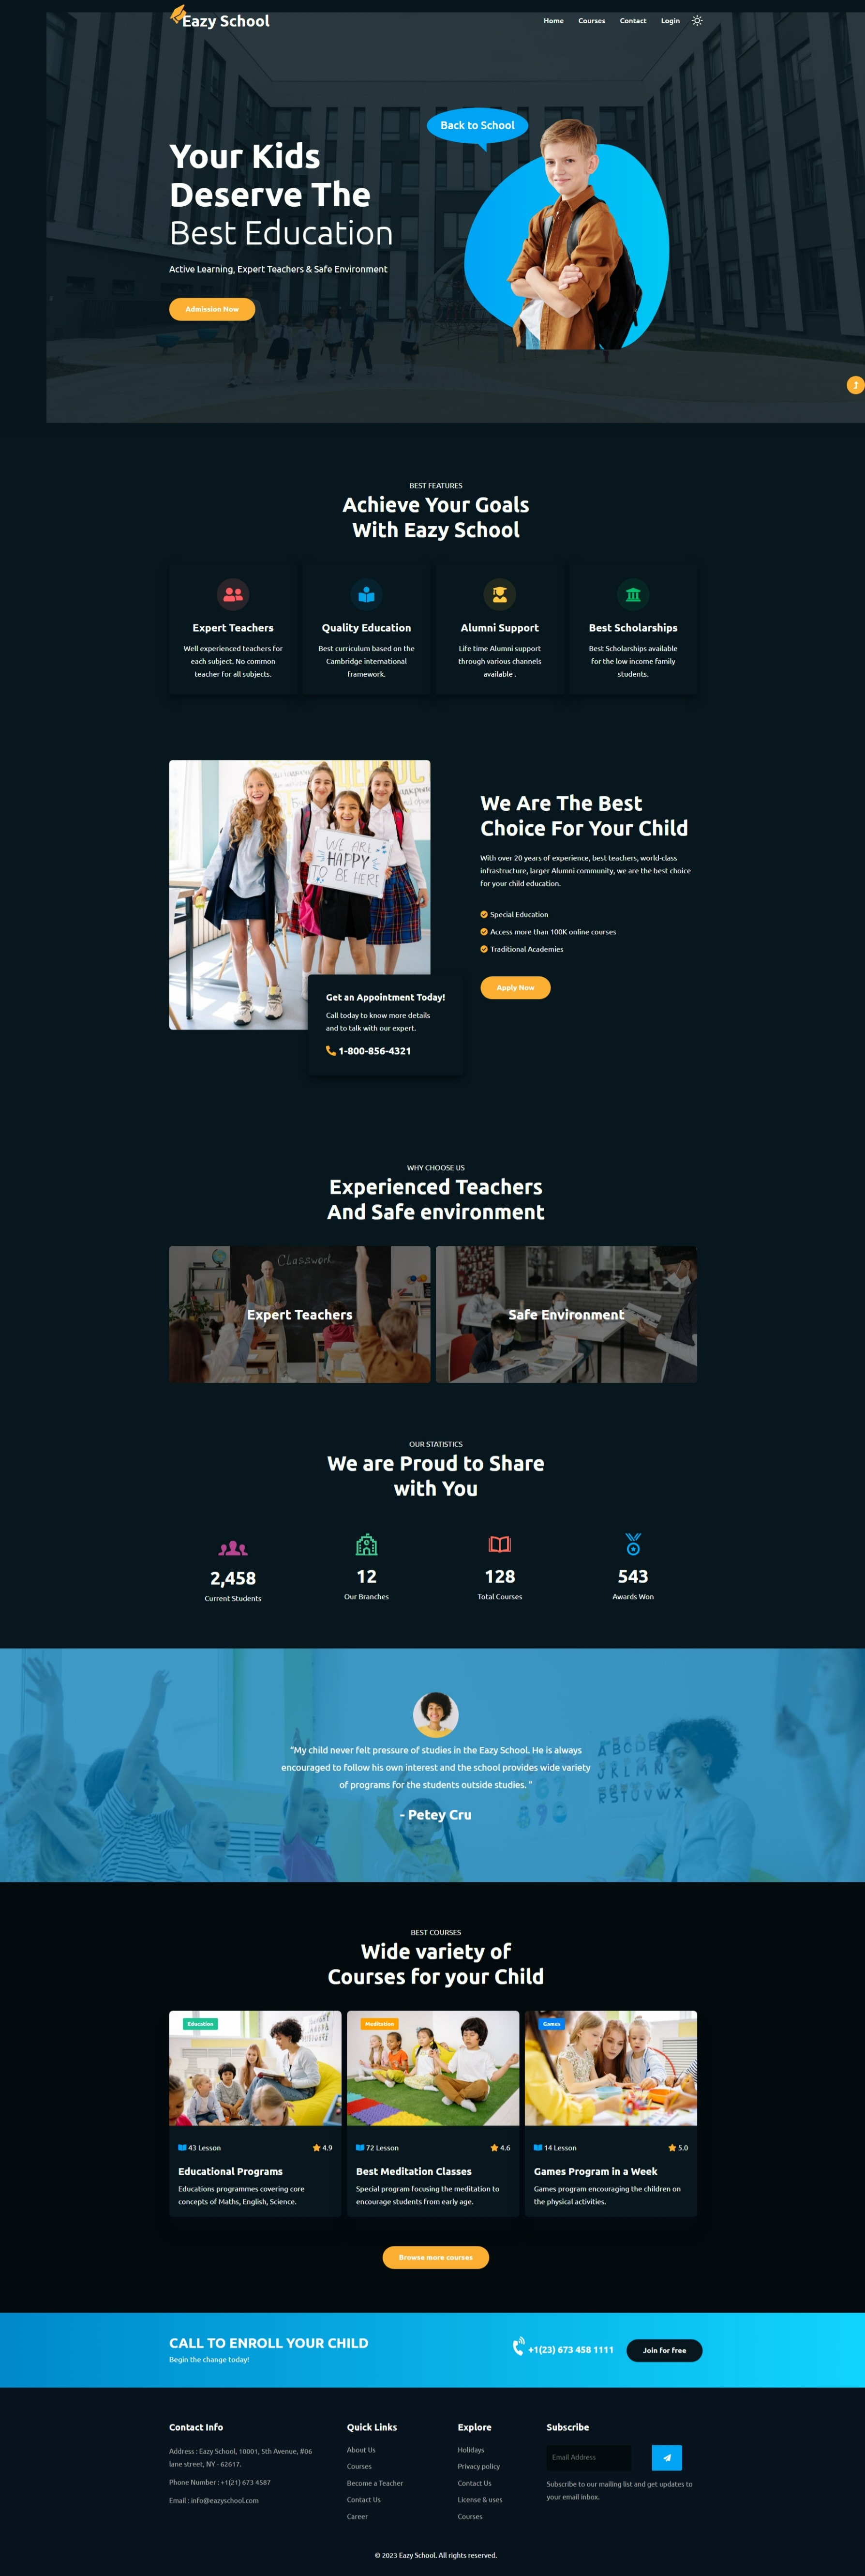 Eazy School
Home
Courses
Contact
Login
Back to School
Your Kids
Deserve The
Best Education
Active Learning, Expert Teachers & Safe Environment
Admission Now
BEST FEATURES
Achieve Your Goals
With Eazy School
Expert Teachers
Well experienced teachers for
each subject. No common
teacher for all subjects.
Quality Education
Best curriculum based on the
Cambridge international
framework.
Alumni Support
Life time Alumni support
through various channels
available .
Best Scholarships
Best Scholarships available
for the low income family
students.
WE ARE
HAPPY
TO BE HERE
We Are The Best
Choice For Your Child
With over 20 years of experience, best teachers, world-class
infrastructure, larger Alumni community, we are the best choice
for your child education.
Special Education
Access more than 100K online courses
Traditional Academies
Apply Now
Get an Appointment Today!
Call today to know more details
and to talk with our expert.
1-800-856-4321
WHY CHOOSE US
Experienced Teachers
And Safe environment
Classwork
Expert Teachers
Safe Environment
OUR STATISTICS
We are Proud to Share
with You
2,458
Current Students
12
Our Branches
128
Total Courses
543
Awards Won
“My child never felt pressure of studies in the Eazy School. He is always
encouraged to follow his own interest and the school provides wide variety
of programs for the students outside studies. ”
- Petey Cru
BEST COURSES
Wide variety of
Courses for your Child
Education
43 Lesson
4.9
Educational Programs
Educations programmes covering core
concepts of Maths, English, Science.
Meditation
72 Lesson
4.6
Best Meditation Classes
Special program focusing the meditation to
encourage students from early age.
Games
14 Lesson
5.0
Games Program in a Week
Games program encouraging the children on
the physical activities.
Browse more courses
CALL TO ENROLL YOUR CHILD
Begin the change today!
+1(23) 673 458 1111
Join for free
Contact Info
Address : Eazy School, 10001, 5th Avenue, #06
lane street, NY - 62617.
Phone Number : +1(21) 673 4587
Email : info@eazyschool.com
Quick Links
About Us
Courses
Become a Teacher
Contact Us
Career
Explore
Holidays
Privacy policy
Contact Us
License & uses
Courses
Subscribe
Email Address
Subscribe to our mailing list and get updates to
your email inbox.
© 2023 Eazy School. All rights reserved.